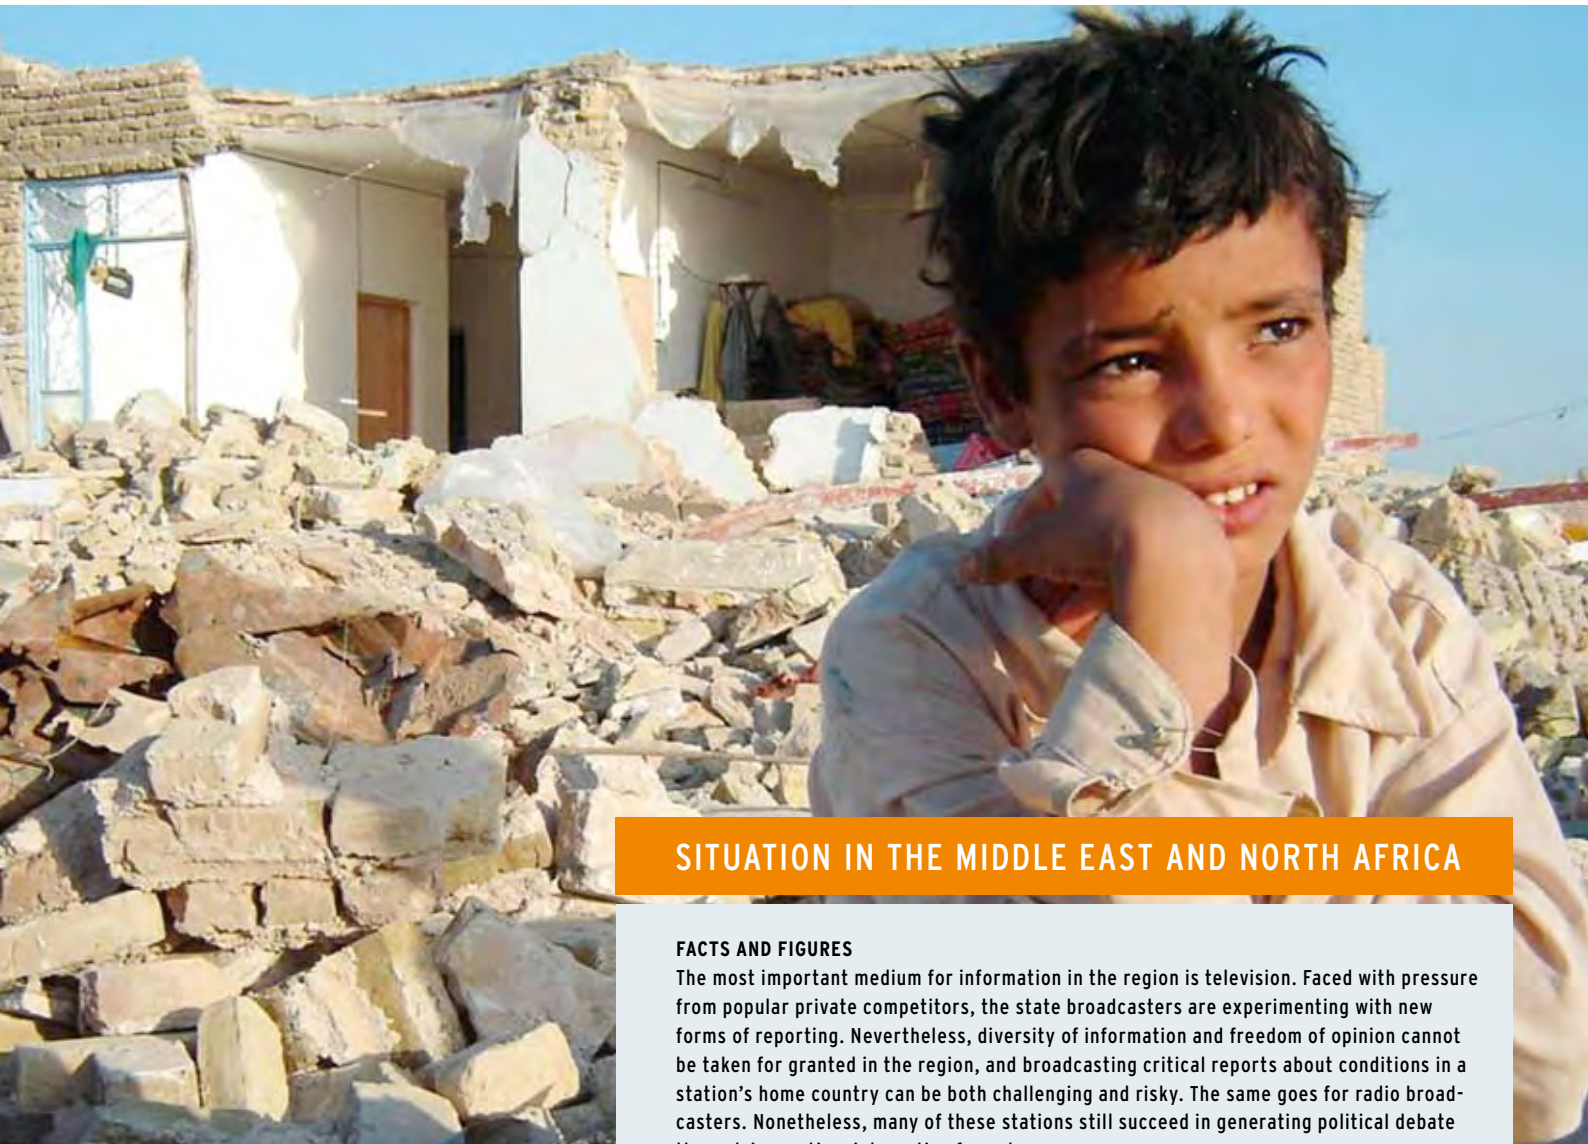 SITUATION IN THE MIDDLE EAST AND NORTH AFRICA
FACTS AND FIGURES
The most important medium for information in the region is television. Faced with pressure
from popular private competitors, the state broadcasters are experimenting with new
forms of reporting. Nevertheless, diversity of information and freedom of opinion cannot
be taken for granted in the region, and broadcasting critical reports about conditions in a
station's home country can be both challenging and risky. The same goes for radio broad-
casters. Nonetheless, many of these stations still succeed in generating political debate